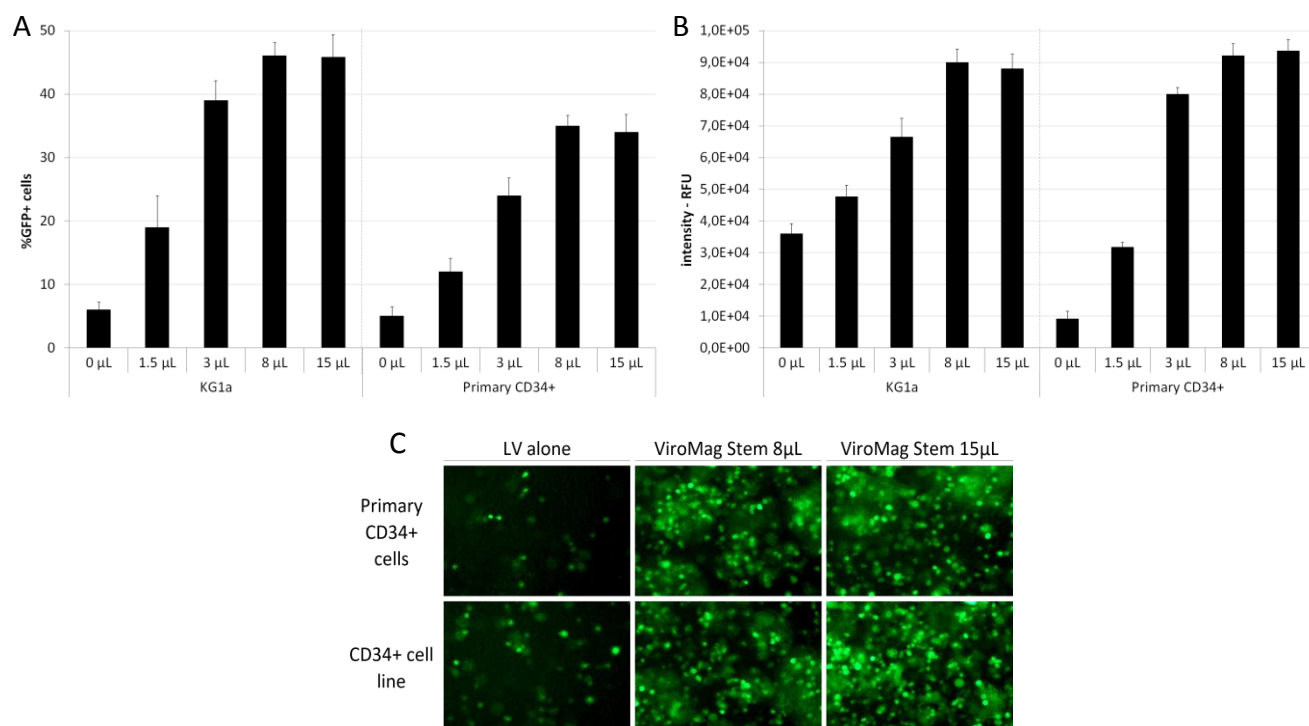 A
50
40
30
20
10
0
%GFP+ cells
0 µL 1.5 µL 3 µL 8 µL 15 µL 0 µL 1.5 µL 3 µL 8 µL 15 µL
KG1a Primary CD34+
B
1,0E+05
9,0E+04
8,0E+04
7,0E+04
6,0E+04
5,0E+04
4,0E+04
3,0E+04
2,0E+04
1,0E+04
0,0E+00
intensity - RFU
0 µL 1.5 µL 3 µL 8 µL 15 µL 0 µL 1.5 µL 3 µL 8 µL 15 µL
KG1a Primary CD34+
C
LV alone ViroMag Stem 8µL ViroMag Stem 15µL
Primary
CD34+
cells
CD34+ cell
line